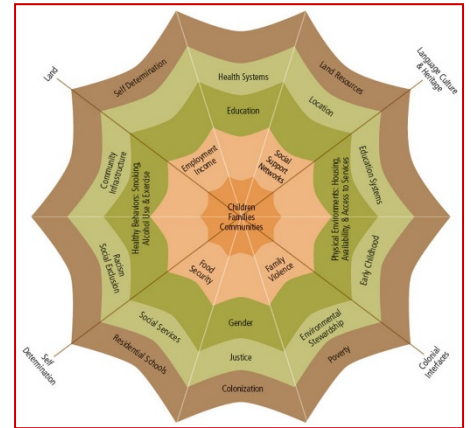 Land
Self Determination
Health Systems
Land Resources
Language Culture
& Heritage
Education
Location
Community
Infrastructure
Employment
Income
Social
Support
Networks
Education Systems
Healthy Behaviors: Smoking,
Alcohol Use & Exercise
Children
Families
Communities
Physical Enviroments: Housing,
Availability, & Access to Services
Racism
Social Exclusion
Food
Security
Family
Violence
Early Childhood
Social Services
Gender
Environmental
Stewardship
Self
Determination
Residential Schools
Justice
Poverty
Colonial
Interfaces
Colonization